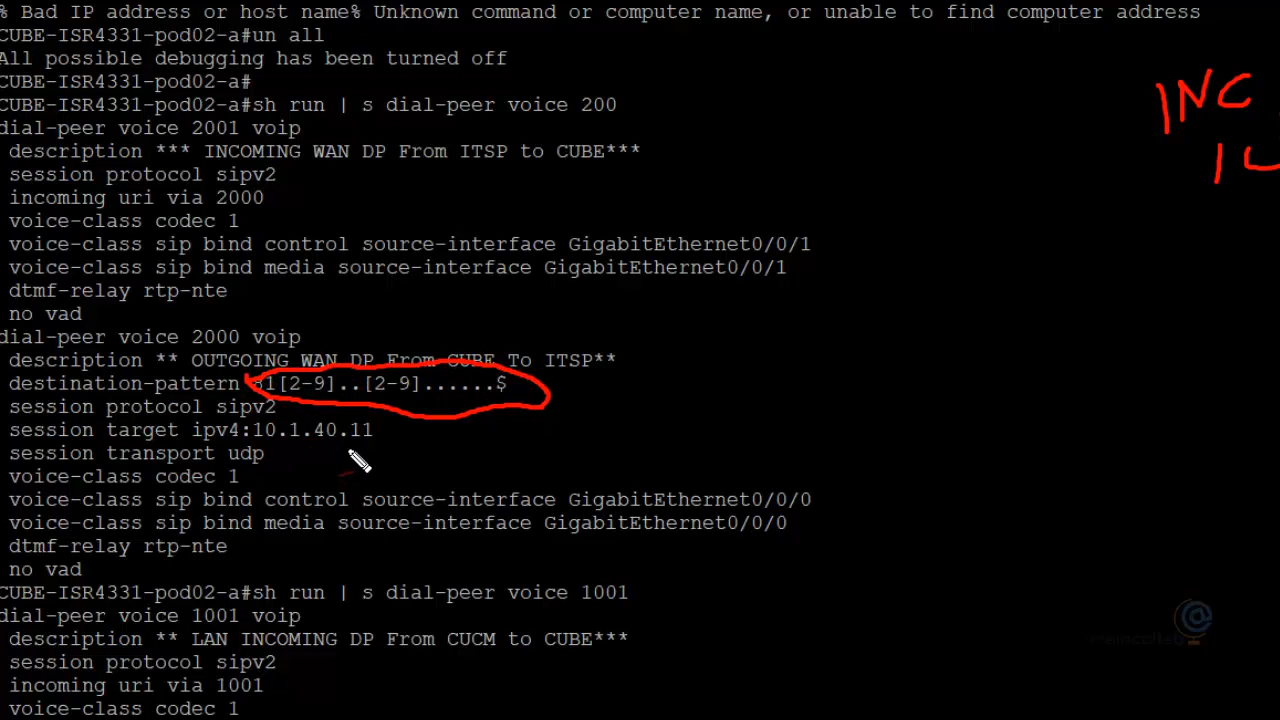 % Bad IP address or host name% Unknown command or computer name, or unable to find computer address
CUBE-ISR4331-pod02-a#un all
All possible debugging has been turned off
CUBE-ISR4331-pod02-a#
CUBE-ISR4331-pod02-a#sh run | s dial-peer voice 200
dial-peer voice 2001 voip
description *** INCOMING WAN DP From ITSP to CUBE***
session protocol sipv2
incoming uri via 2000
voice-class codec 1
voice-class sip bind control source-interface GigabitEthernet0/0/1
voice-class sip bind media source-interface GigabitEthernet0/0/1
dtmf-relay rtp-nte
no vad
dial-peer voice 2000 voip
description ** OUTGOING WAN DP From CUBE To ITSP**
destination-pattern 81[2-9]..[2-9]......$
session protocol sipv2
session target ipv4:10.1.40.11
session transport udp
voice-class codec 1
voice-class sip bind control source-interface GigabitEthernet0/0/0
voice-class sip bind media source-interface GigabitEthernet0/0/0
dtmf-relay rtp-nte
no vad
CUBE-ISR4331-pod02-a#sh run | s dial-peer voice 1001
dial-peer voice 1001 voip
description ** LAN INCOMING DP From CUCM to CUBE***
session protocol sipv2
incoming uri via 1001
voice-class codec 1
INC